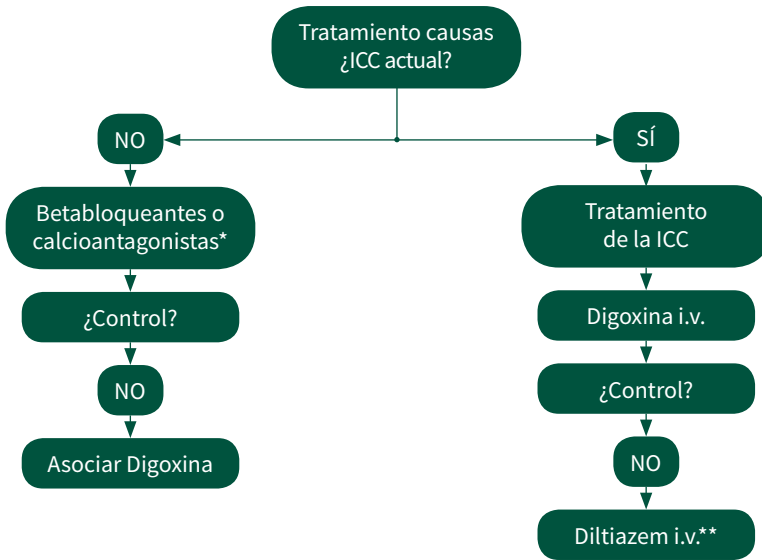 Tratamiento causas
¿ICC actual?
NO
Betabloqueantes o
calcioantagonistas*
¿Control?
NO
Asociar Digoxina
SÍ
Tratamiento
de la ICC
Digoxina i.v.
¿Control?
NO
Diltiazem i.v.**